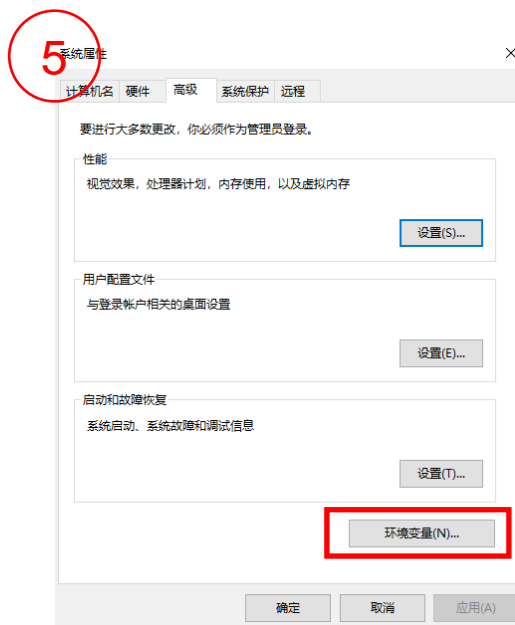 5
系统属性
计算机名 硬件 高级 系统保护 远程
要进行大多数更改，你必须作为管理员登录。
性能
视觉效果，处理器计划，内存使用，以及虚拟内存
设置(S)...
用户配置文件
与登录帐户相关的桌面设置
设置(E)...
启动和故障恢复
系统启动、系统故障和调试信息
设置(T)...
环境变量(N)...
确定 取消 应用(A)